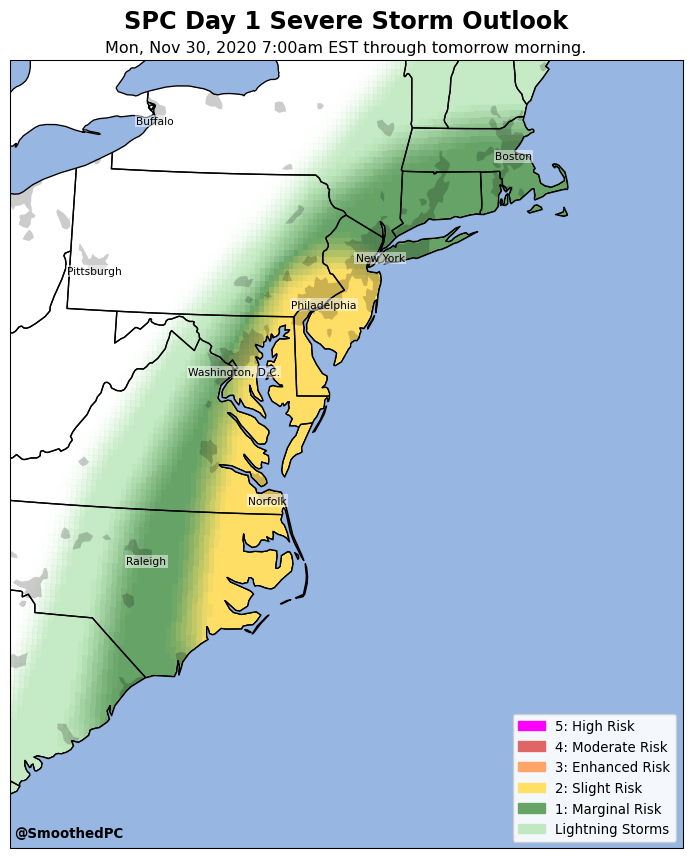 SPC Day 1 Severe Storm Outlook
Mon, Nov 30, 2020 7:00am EST through tomorrow morning.
Buffalo
Boston
New York
Pittsburgh
Philadelphia
Washington, D.C.
Norfolk
Raleigh
5: High Risk
4: Moderate Risk
3: Enhanced Risk
2: Slight Risk
1: Marginal Risk
Lightning Storms
@SmoothedPC